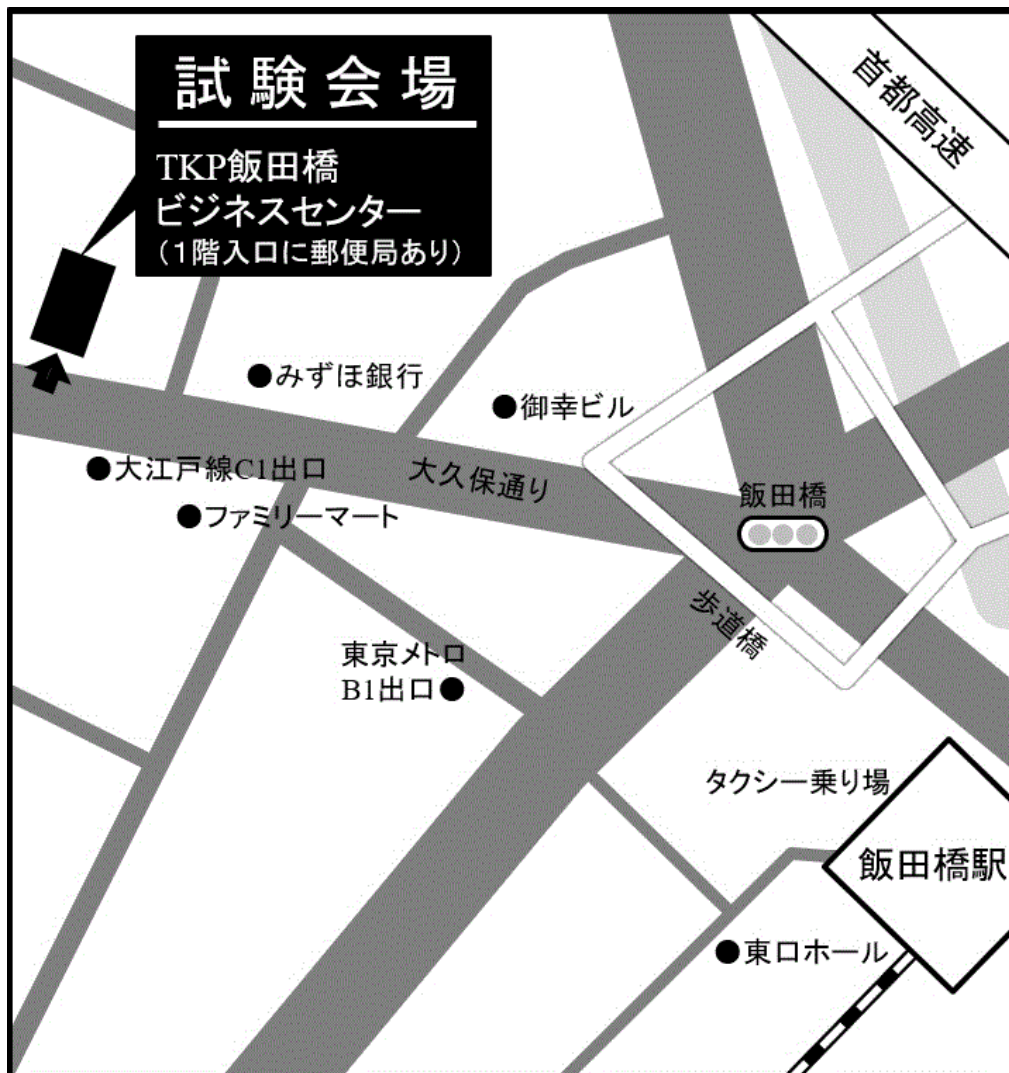 試験会場
TKP飯田橋
ビジネスセンター
(1階入口に郵便局あり)
首都高速
●みずほ銀行
●御幸ビル
●大江戸線C1出口
大久保通り
飯田橋
●ファミリーマート
歩道橋
東京メトロ
B1出口●
タクシー乗り場
飯田橋駅
●東口ホール